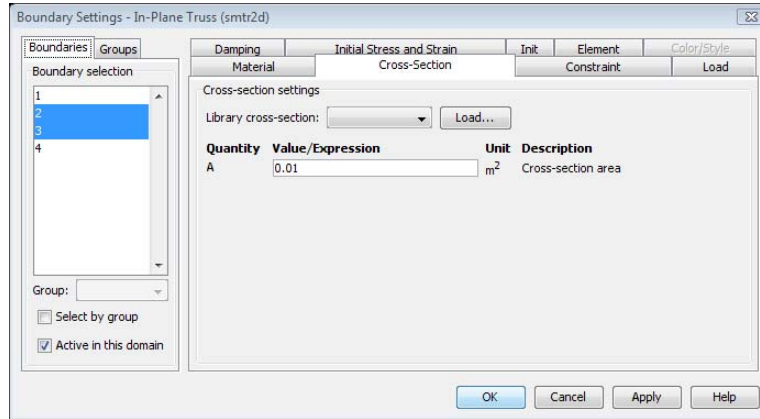 Boundary Settings - In-Plane Truss (smtr2d)
Boundaries Groups
Boundary selection
1
2
3
4
Group:
Select by group
Active in this domain
Damping Initial Stress and Strain Init Element Color/Style
Material Cross-Section Constraint Load
Cross-section settings
Library cross-section: Load...
Quantity Value/Expression Unit Description
A 0.01 m² Cross-section area
OK Cancel Apply Help